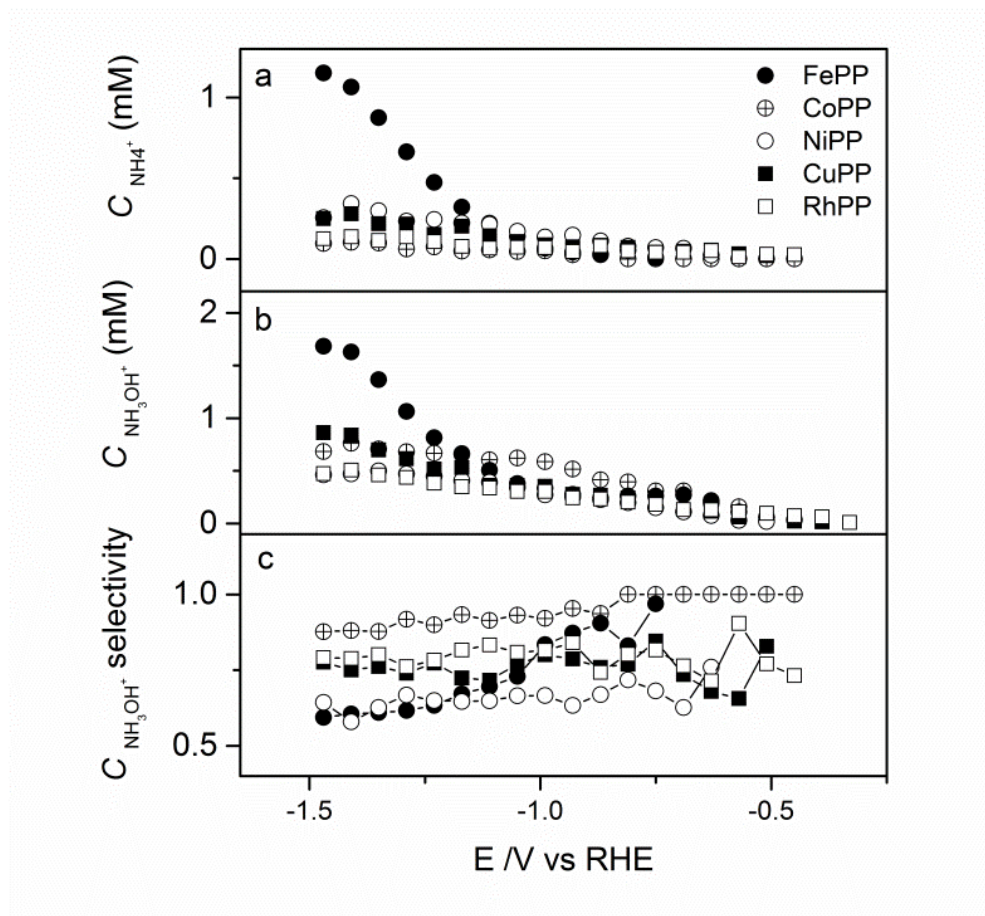 a
C NH4+ (mM)
1
0
FePP
CoPP
NiPP
CuPP
RhPP
b
C NH3OH+ (mM)
2
1
0
c
C NH3OH+ selectivity
1.0
0.5
-1.5
-1.0
-0.5
E /V vs RHE